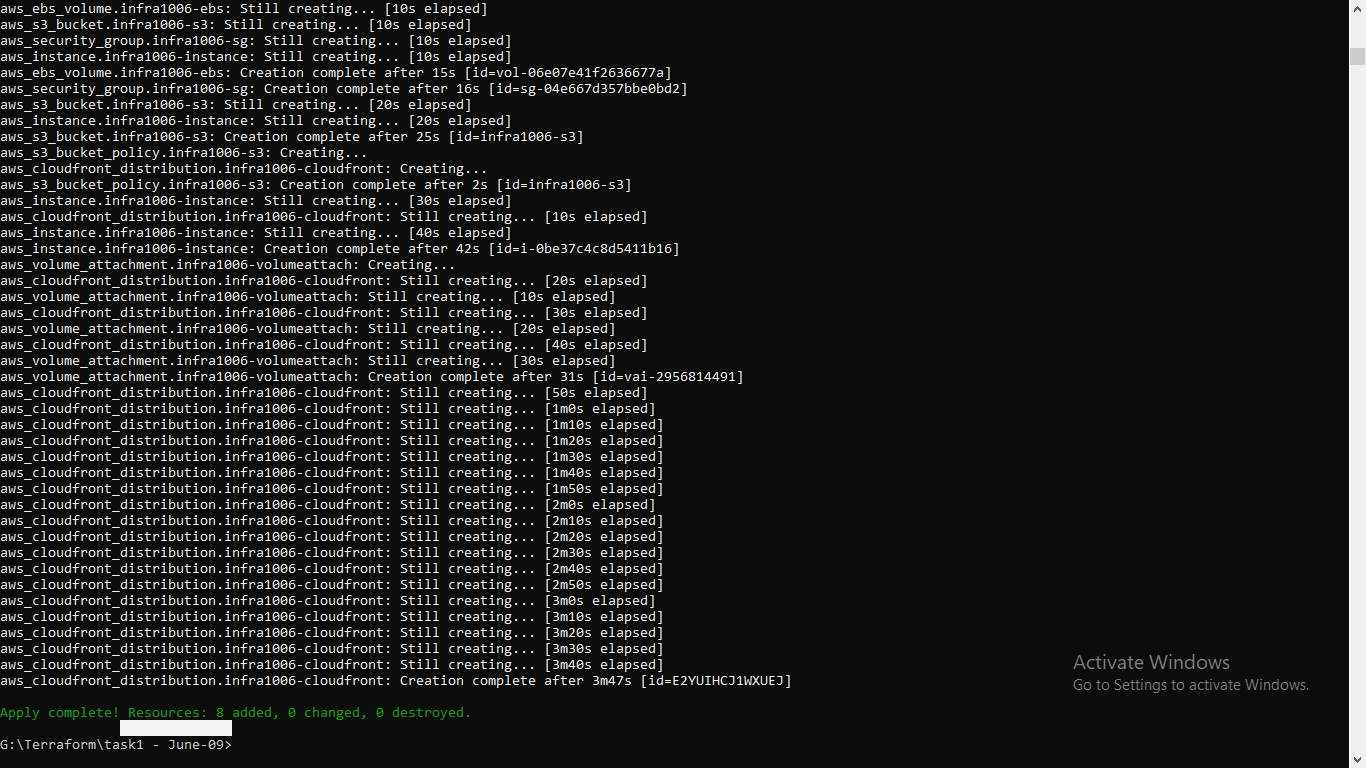 aws_ebs_volume.infra1006-ebs: Still creating... [10s elapsed]
aws_s3_bucket.infra1006-s3: Still creating... [10s elapsed]
aws_security_group.infra1006-sg: Still creating... [10s elapsed]
aws_instance.infra1006-instance: Still creating... [10s elapsed]
aws_ebs_volume.infra1006-ebs: Creation complete after 15s [id=vol-06e07e41f2636677a]
aws_security_group.infra1006-sg: Creation complete after 16s [id=sg-04e667d357bbe0bd2]
aws_s3_bucket.infra1006-s3: Still creating... [20s elapsed]
aws_instance.infra1006-instance: Still creating... [20s elapsed]
aws_s3_bucket.infra1006-s3: Creation complete after 25s [id=infra1006-s3]
aws_s3_bucket_policy.infra1006-s3: Creating...
aws_cloudfront_distribution.infra1006-cloudfront: Creating...
aws_s3_bucket_policy.infra1006-s3: Creation complete after 2s [id=infra1006-s3]
aws_instance.infra1006-instance: Still creating... [30s elapsed]
aws_cloudfront_distribution.infra1006-cloudfront: Still creating... [10s elapsed]
aws_instance.infra1006-instance: Still creating... [40s elapsed]
aws_instance.infra1006-instance: Creation complete after 42s [id=i-0be37c4c8d5411b16]
aws_volume_attachment.infra1006-volumeattach: Creating...
aws_cloudfront_distribution.infra1006-cloudfront: Still creating... [20s elapsed]
aws_volume_attachment.infra1006-volumeattach: Still creating... [10s elapsed]
aws_cloudfront_distribution.infra1006-cloudfront: Still creating... [30s elapsed]
aws_volume_attachment.infra1006-volumeattach: Still creating... [20s elapsed]
aws_cloudfront_distribution.infra1006-cloudfront: Still creating... [40s elapsed]
aws_volume_attachment.infra1006-volumeattach: Still creating... [30s elapsed]
aws_volume_attachment.infra1006-volumeattach: Creation complete after 31s [id=vai-2956814491]
aws_cloudfront_distribution.infra1006-cloudfront: Still creating... [50s elapsed]
aws_cloudfront_distribution.infra1006-cloudfront: Still creating... [1m0s elapsed]
aws_cloudfront_distribution.infra1006-cloudfront: Still creating... [1m10s elapsed]
aws_cloudfront_distribution.infra1006-cloudfront: Still creating... [1m20s elapsed]
aws_cloudfront_distribution.infra1006-cloudfront: Still creating... [1m30s elapsed]
aws_cloudfront_distribution.infra1006-cloudfront: Still creating... [1m40s elapsed]
aws_cloudfront_distribution.infra1006-cloudfront: Still creating... [1m50s elapsed]
aws_cloudfront_distribution.infra1006-cloudfront: Still creating... [2m0s elapsed]
aws_cloudfront_distribution.infra1006-cloudfront: Still creating... [2m10s elapsed]
aws_cloudfront_distribution.infra1006-cloudfront: Still creating... [2m20s elapsed]
aws_cloudfront_distribution.infra1006-cloudfront: Still creating... [2m30s elapsed]
aws_cloudfront_distribution.infra1006-cloudfront: Still creating... [2m40s elapsed]
aws_cloudfront_distribution.infra1006-cloudfront: Still creating... [2m50s elapsed]
aws_cloudfront_distribution.infra1006-cloudfront: Still creating... [3m0s elapsed]
aws_cloudfront_distribution.infra1006-cloudfront: Still creating... [3m10s elapsed]
aws_cloudfront_distribution.infra1006-cloudfront: Still creating... [3m20s elapsed]
aws_cloudfront_distribution.infra1006-cloudfront: Still creating... [3m30s elapsed]
aws_cloudfront_distribution.infra1006-cloudfront: Still creating... [3m40s elapsed]
aws_cloudfront_distribution.infra1006-cloudfront: Creation complete after 3m47s [id=E2YUIHCJ1WXUEJ]
Apply complete! Resources: 8 added, 0 changed, 0 destroyed.
G:\Terraform\task1 - June-09>
Activate Windows
Go to Settings to activate Windows.